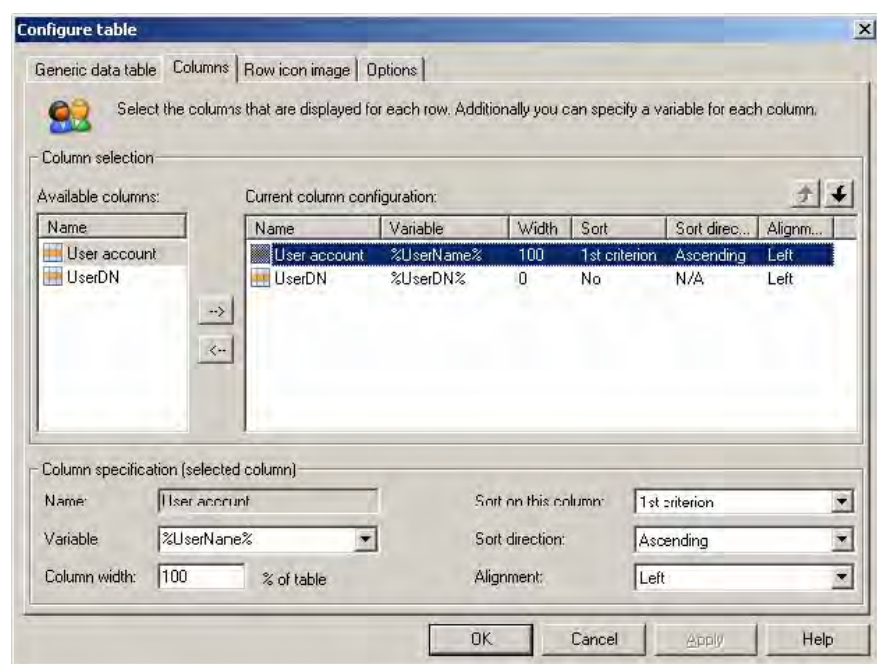 Configure table
Generic data table Columns Row icon image Options
Select the columns that are displayed for each row. Additionally you can specify a variable for each column.
Column selection
Available columns: Current column configuration:
Name Name Variable Width Sort Sort direc... Alignm...
User account User account %UserName% 100 1st criterion Ascending Left
UserDN UserDN %UserDN% 0 No N/A Left
-->
<--
Column specification (selected column)
Name: User account Sort on this column: 1st criterion
Variable %UserName% Sort direction: Ascending
Column width: 100 % of table Alignment: Left
OK Cancel Apply Help